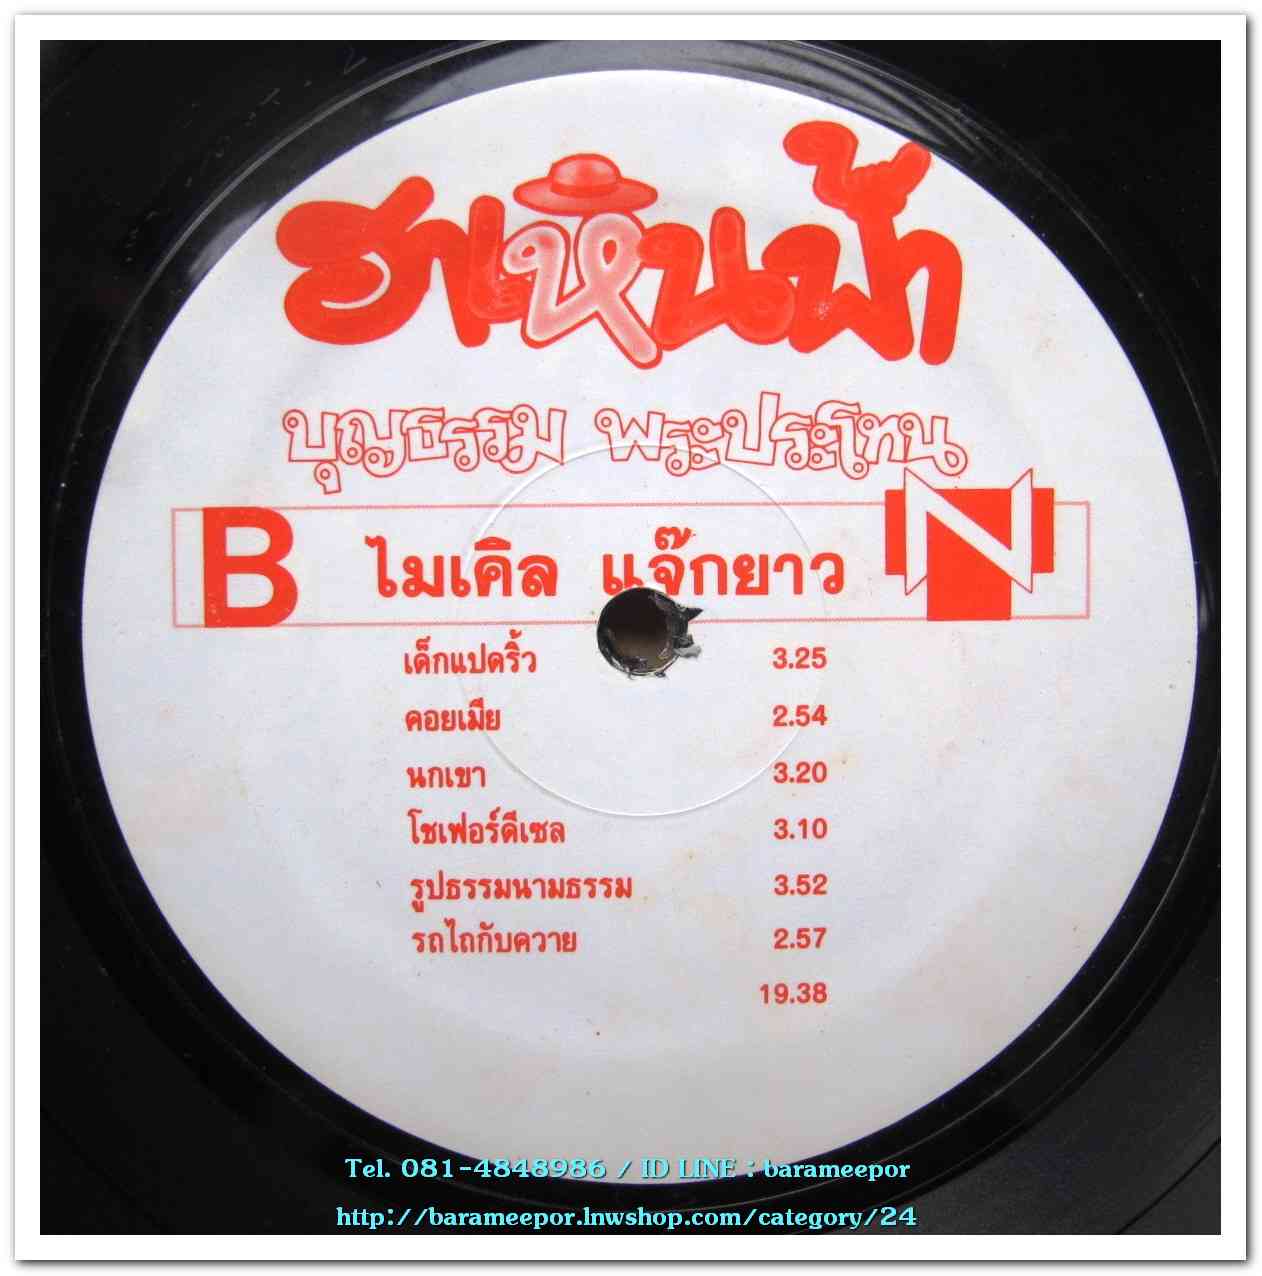 ฮาเหินฟ้า
บุญธรรม พระประโทน
B ไมเคิล แจ๊กยาว N
เด็กแปดริ้ว 3.25
คอยเมีย 2.54
นกเขา 3.20
โชเฟอร์ดีเซล 3.10
รูปธรรมนามธรรม 3.52
รถไถกับควาย 2.57
19.38
Tel. 081-4848986 / ID LINE : barameepor
http://barameepor.lnwshop.com/category/24